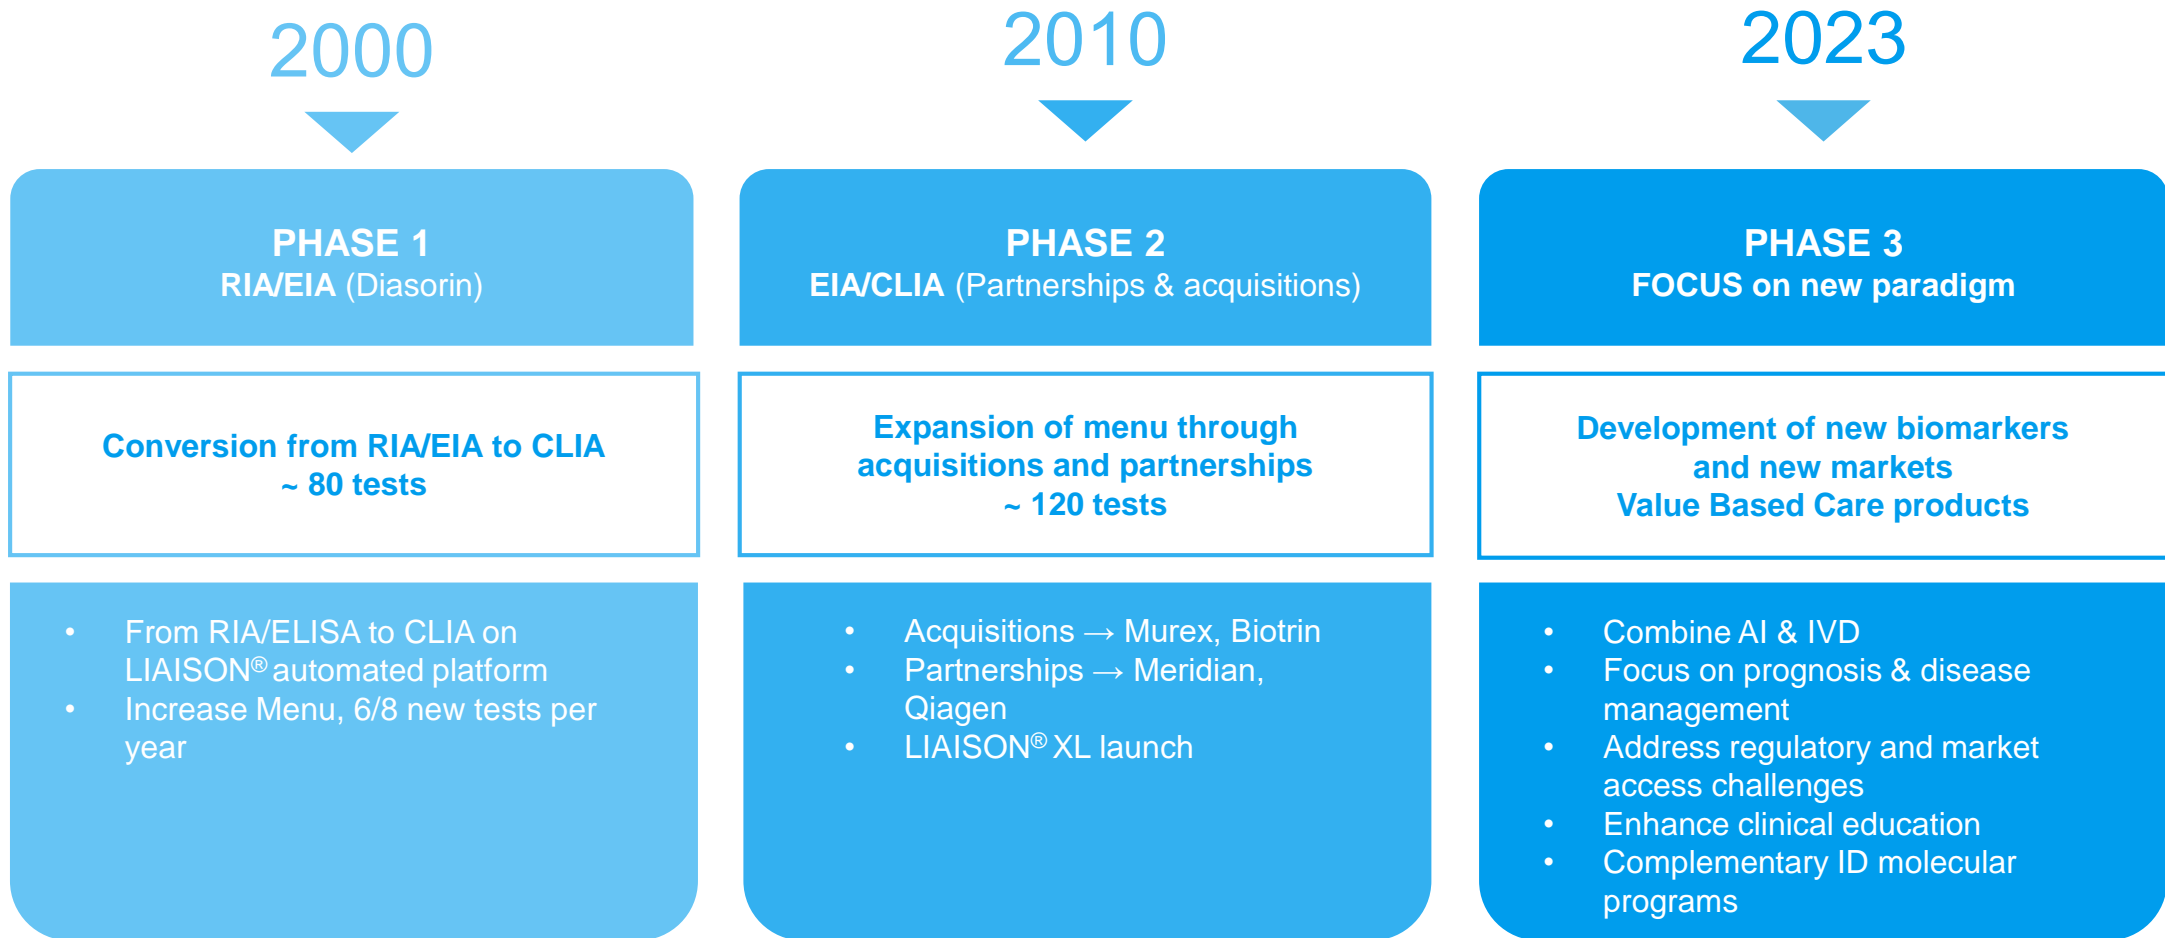 2000
PHASE 1
RIA/EIA (Diasorin)
Conversion from RIA/EIA to CLIA
~ 80 tests
• From RIA/ELISA to CLIA on
LIAISON® automated platform
• Increase Menu, 6/8 new tests per
year
2010
PHASE 2
EIA/CLIA (Partnerships & acquisitions)
Expansion of menu through
acquisitions and partnerships
~ 120 tests
• Acquisitions → Murex, Biotrin
• Partnerships → Meridian,
Qiagen
• LIAISON® XL launch
2023
PHASE 3
FOCUS on new paradigm
Development of new biomarkers
and new markets
Value Based Care products
• Combine AI & IVD
• Focus on prognosis & disease
management
• Address regulatory and market
access challenges
• Enhance clinical education
• Complementary ID molecular
programs